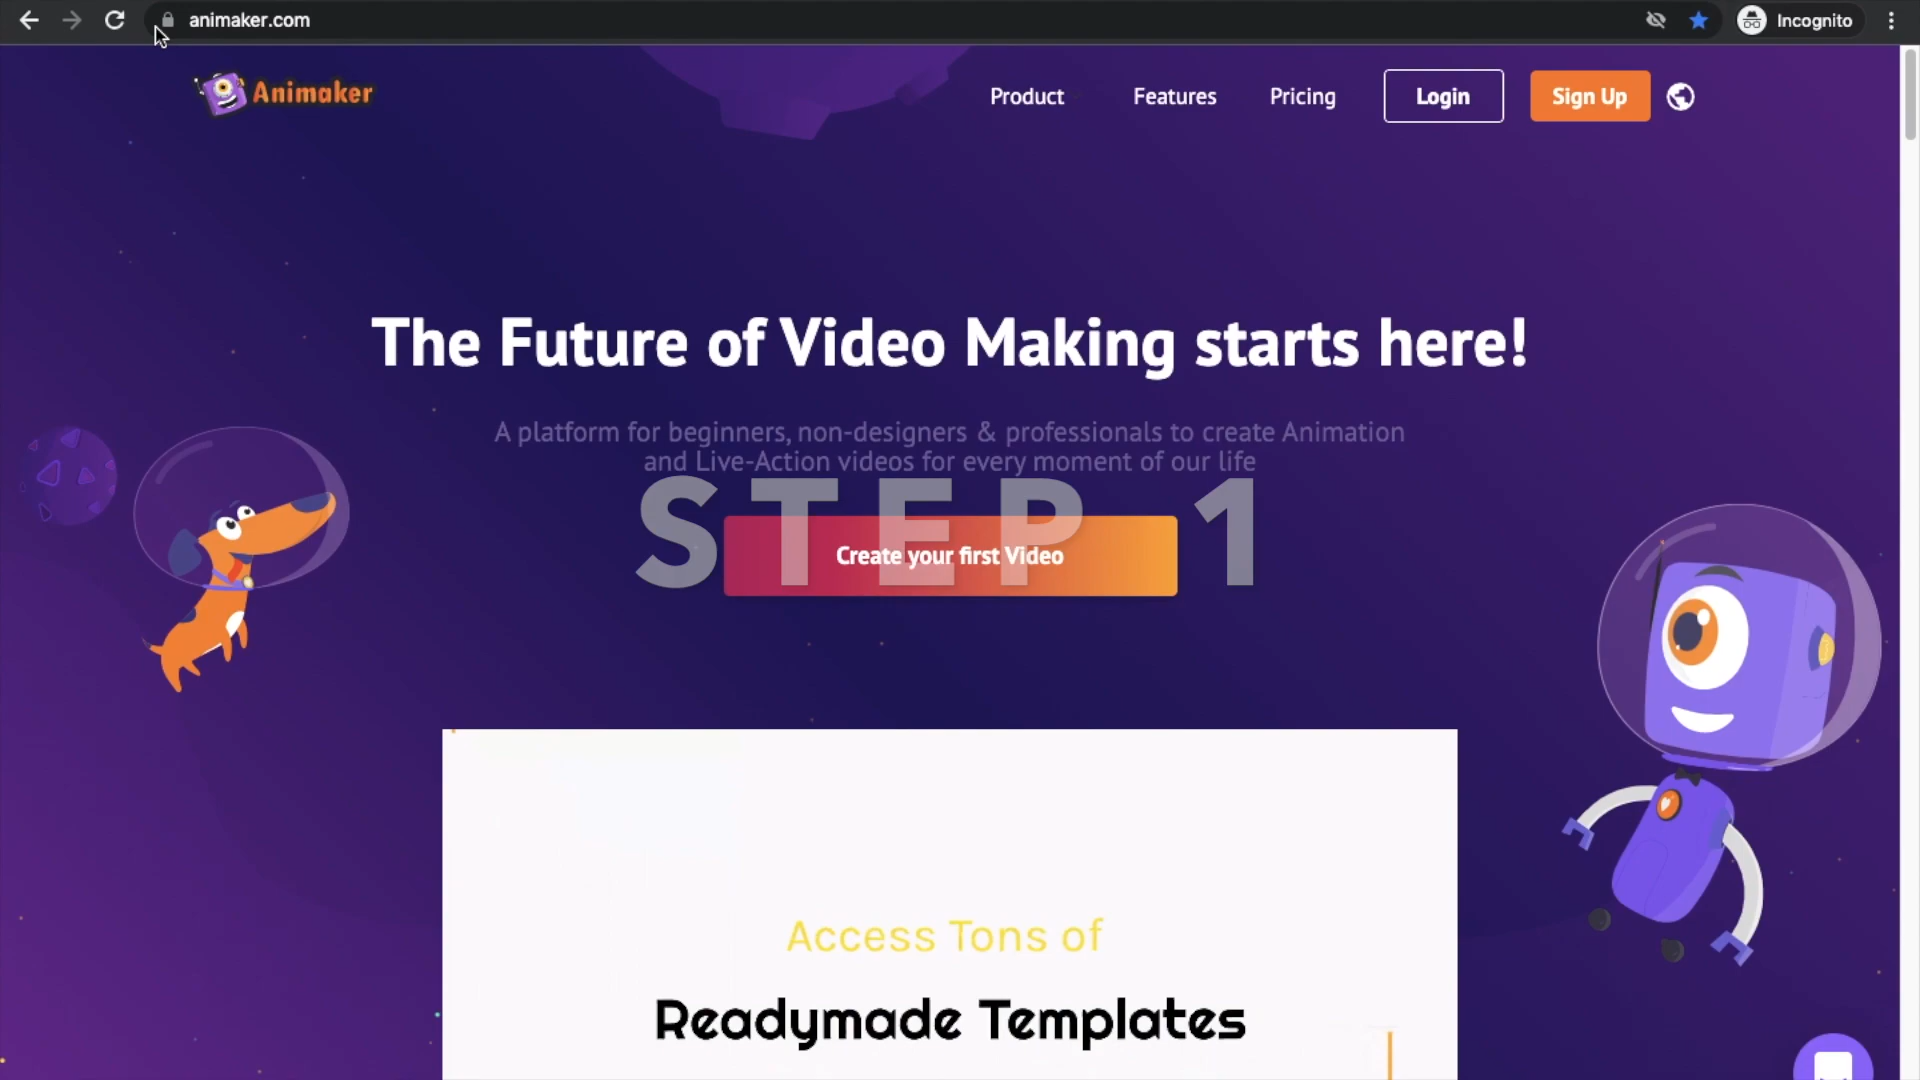 animaker.com
Incognito
Animaker
Product
Features
Pricing
Login
Sign Up
The Future of Video Making starts here!
A platform for beginners, non-designers & professionals to create Animation
and Live-Action videos for every moment of our life
STEP 1
Create your first Video
Access Tons of
Readymade Templates